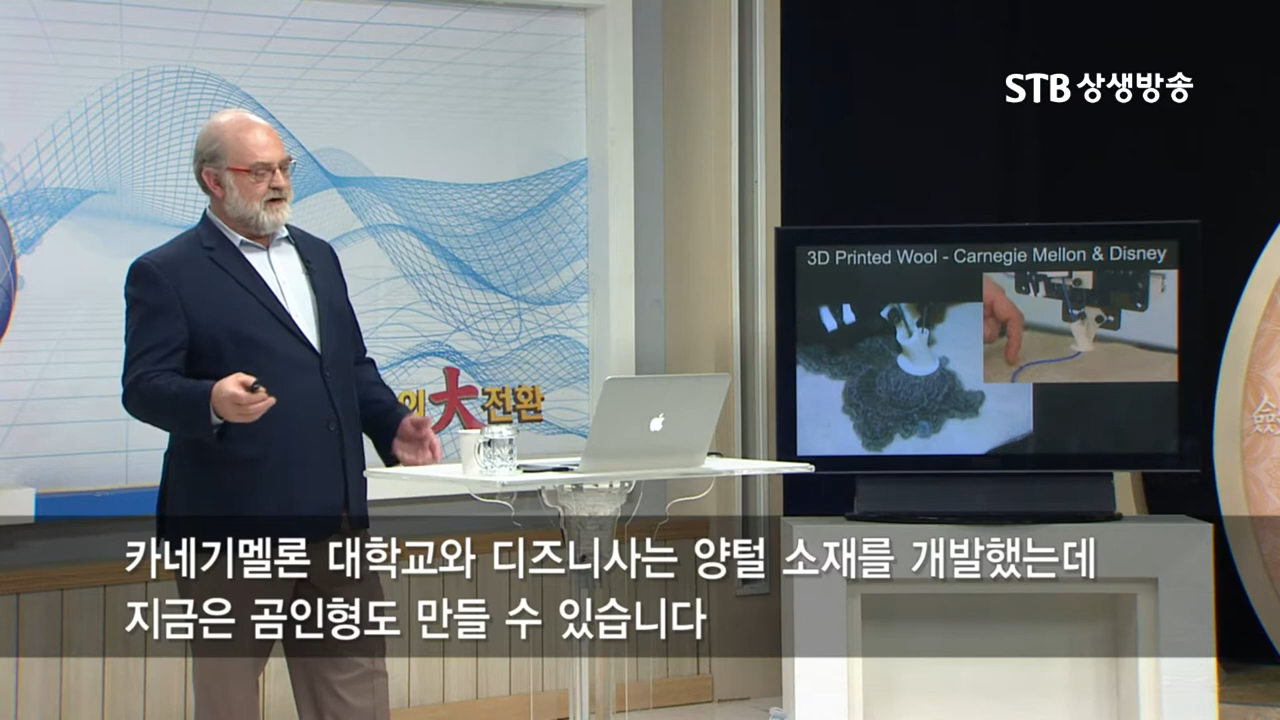 STB 상생방송
3D Printed Wool - Carnegie Mellon & Disney
大전환
카네기멜론 대학교와 디즈니사는 양털 소재를 개발했는데
지금은 곰인형도 만들 수 있습니다